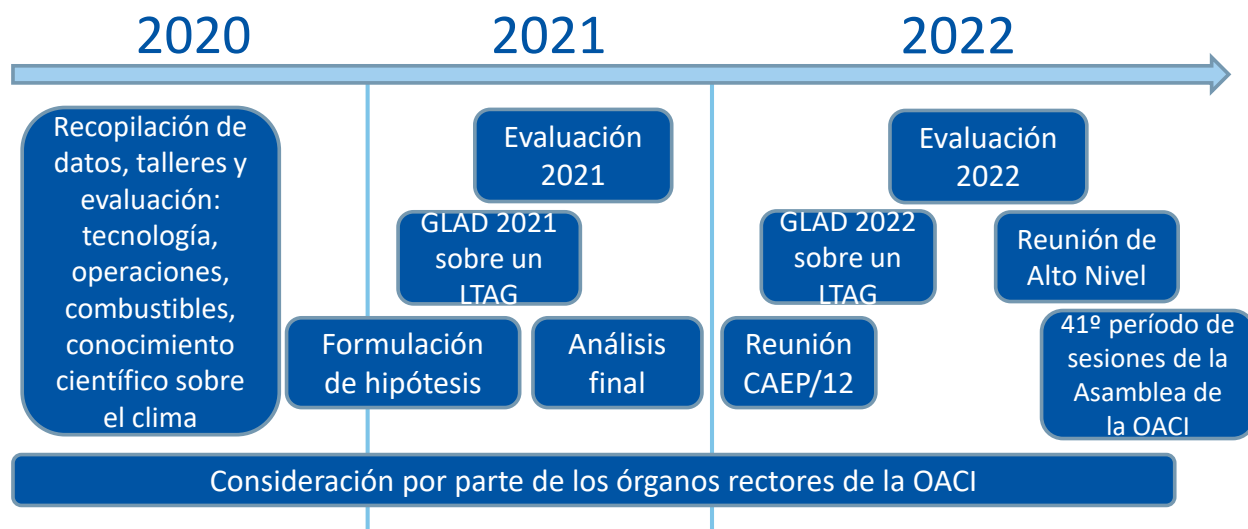 2020
2021
2022
Recopilación de
datos, talleres y
evaluación:
tecnología,
operaciones,
combustibles,
conocimiento
científico sobre
el clima
Formulación
de hipótesis
GLAD 2021
sobre un
LTAG
Evaluación
2021
Análisis
final
Reunión
CAEP/12
GLAD 2022
sobre un
LTAG
Evaluación
2022
Reunión de
Alto Nivel
41º período de
sesiones de la
Asamblea de
la OACI
Consideración por parte de los órganos rectores de la OACI